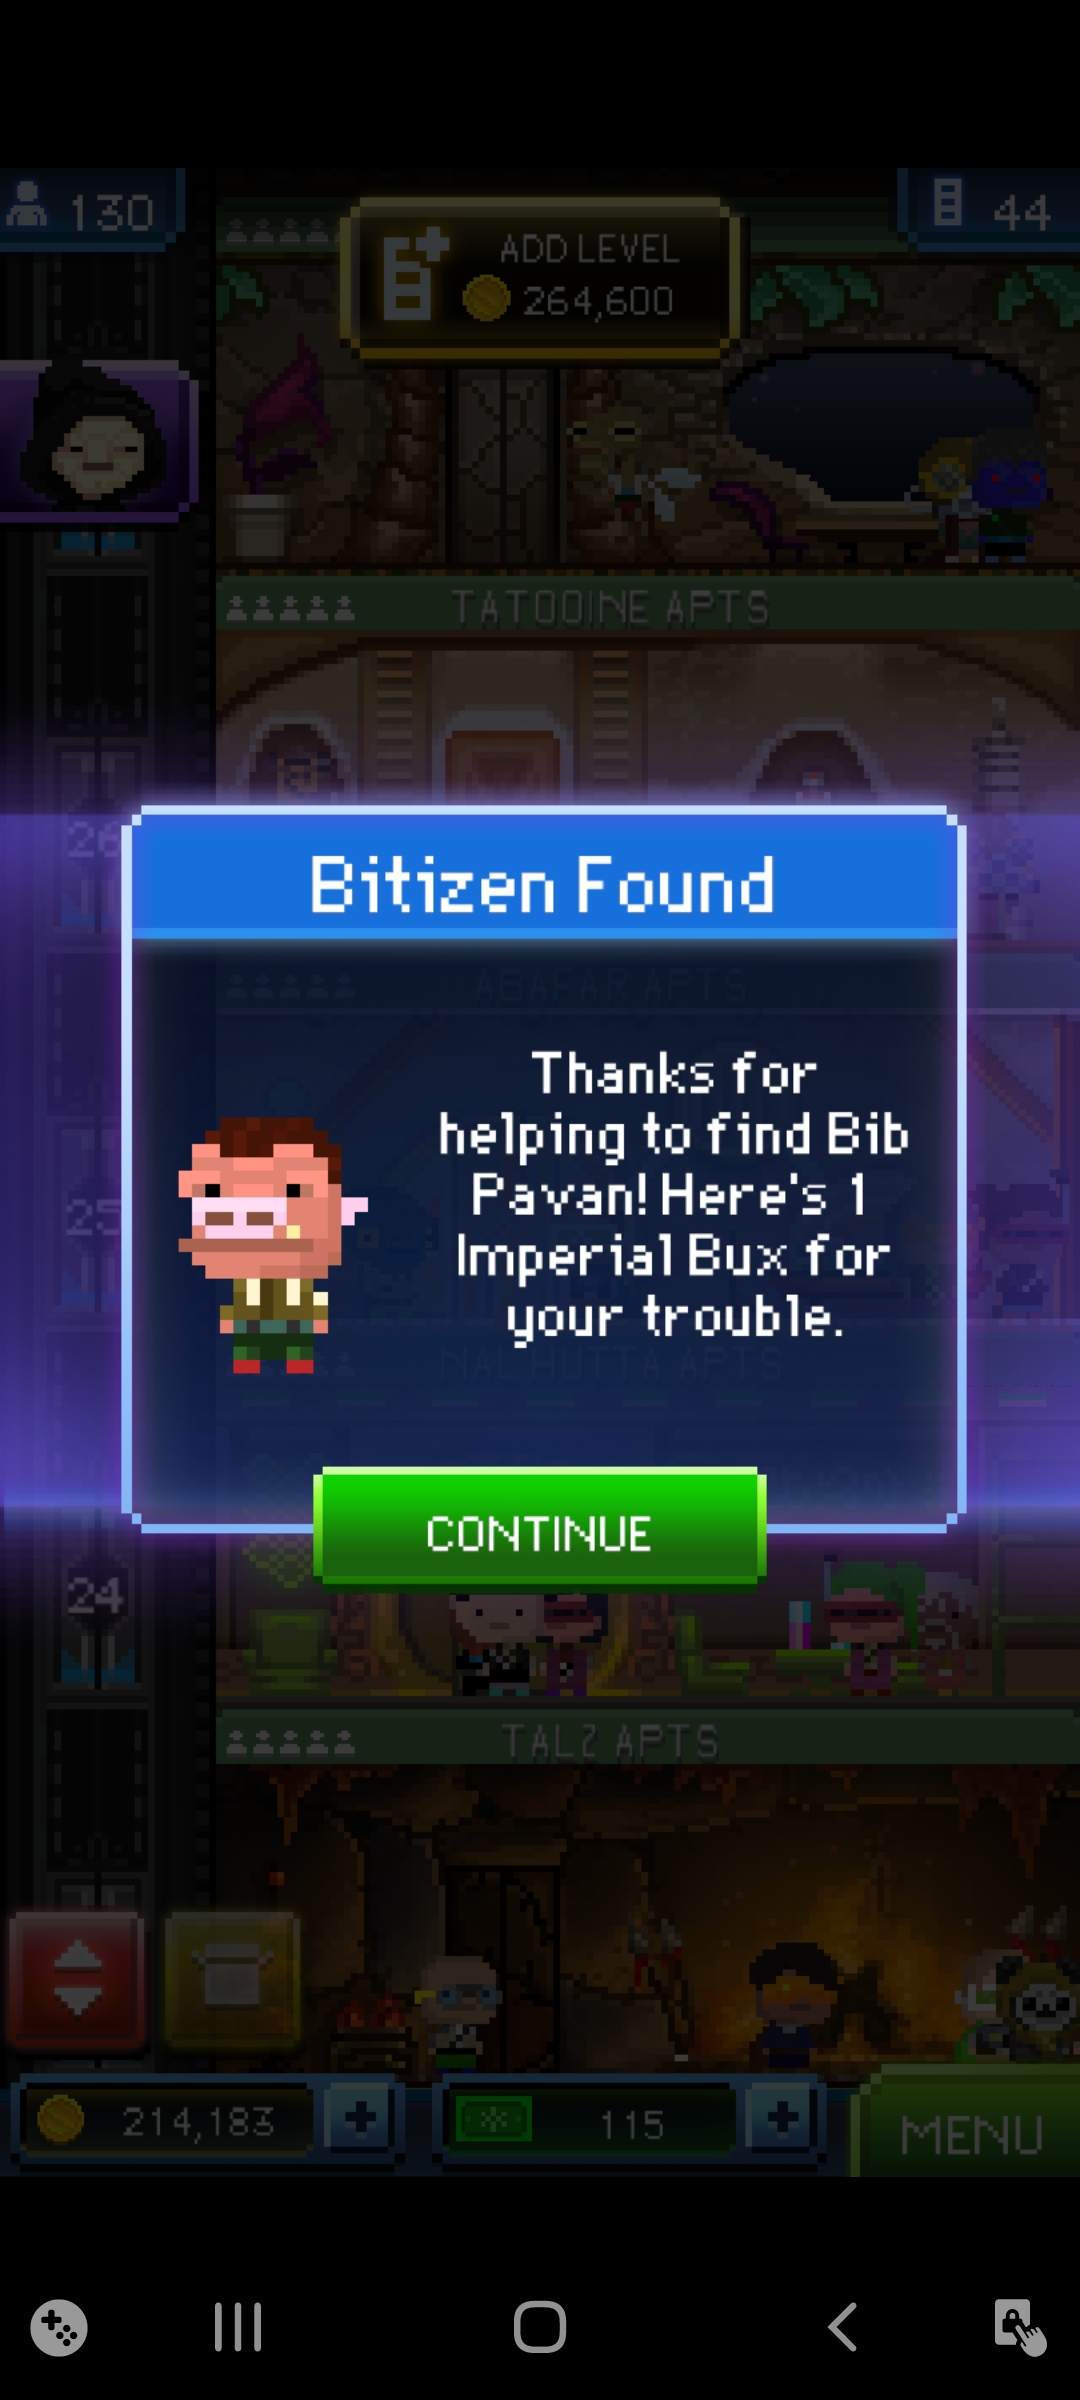 130
44
ADD LEVEL
264,600
TATOOINE APTS
26
Bitizen Found
ABAFAR APTS
Thanks for
helping to find Bib
Pavan! Here's 1
Imperial Bux for
your trouble.
25
NAL HUTTA APTS
CONTINUE
24
TALZ APTS
214,183
115
MENU